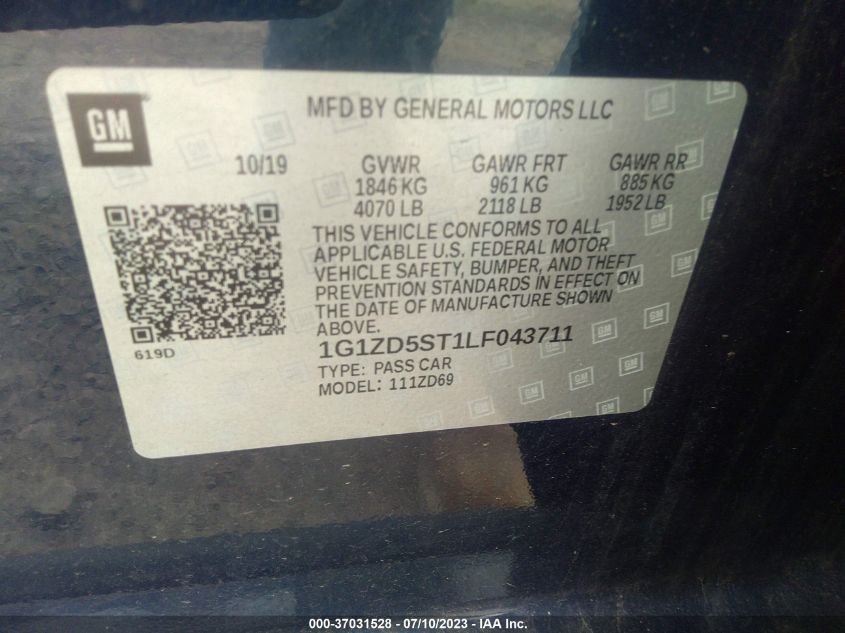 GM
MFD BY GENERAL MOTORS LLC
10/19 GVWR GAWR FRT GAWR RR
1846 KG 961 KG 885 KG
4070 LB 2118 LB 1952 LB
THIS VEHICLE CONFORMS TO ALL
APPLICABLE U.S. FEDERAL MOTOR
VEHICLE SAFETY, BUMPER, AND THEFT
PREVENTION STANDARDS IN EFFECT ON
THE DATE OF MANUFACTURE SHOWN
ABOVE.
619D
1G1ZD5ST1LF043711
TYPE: PASS CAR
MODEL: 111ZD69
000-37031528 - 07/10/2023 - IAA Inc.